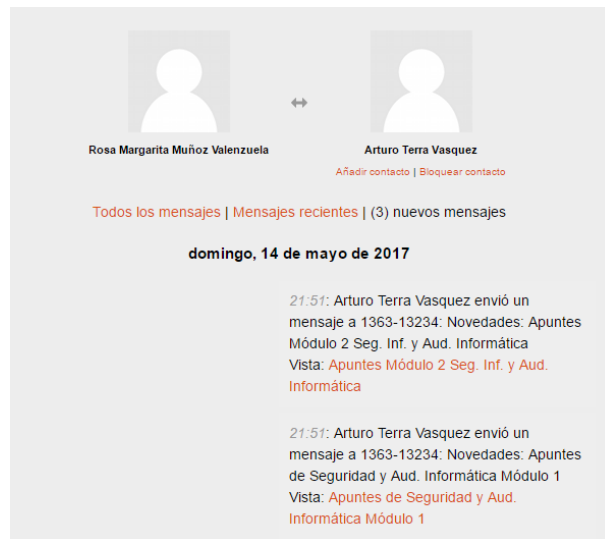 Rosa Margarita Muñoz Valenzuela
Arturo Terra Vasquez
Añadir contacto | Bloquear contacto
Todos los mensajes | Mensajes recientes | (3) nuevos mensajes
domingo, 14 de mayo de 2017
21:51: Arturo Terra Vasquez envió un
mensaje a 1363-13234: Novedades: Apuntes
Módulo 2 Seg. Inf. y Aud. Informática
Vista: Apuntes Módulo 2 Seg. Inf. y Aud.
Informática
21:51: Arturo Terra Vasquez envió un
mensaje a 1363-13234: Novedades: Apuntes
de Seguridad y Aud. Informática Módulo 1
Vista: Apuntes de Seguridad y Aud.
Informática Módulo 1